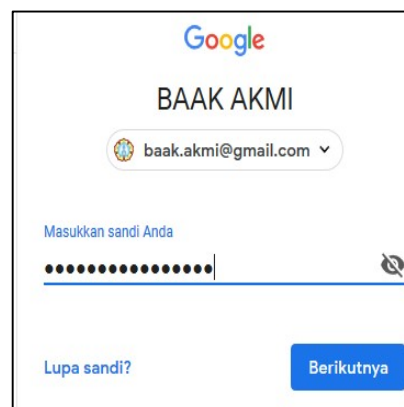 Google
BAAK AKMI
baak.akmi@gmail.com
Masukkan sandi Anda
••••••••••••••••
Lupa sandi? Berikutnya